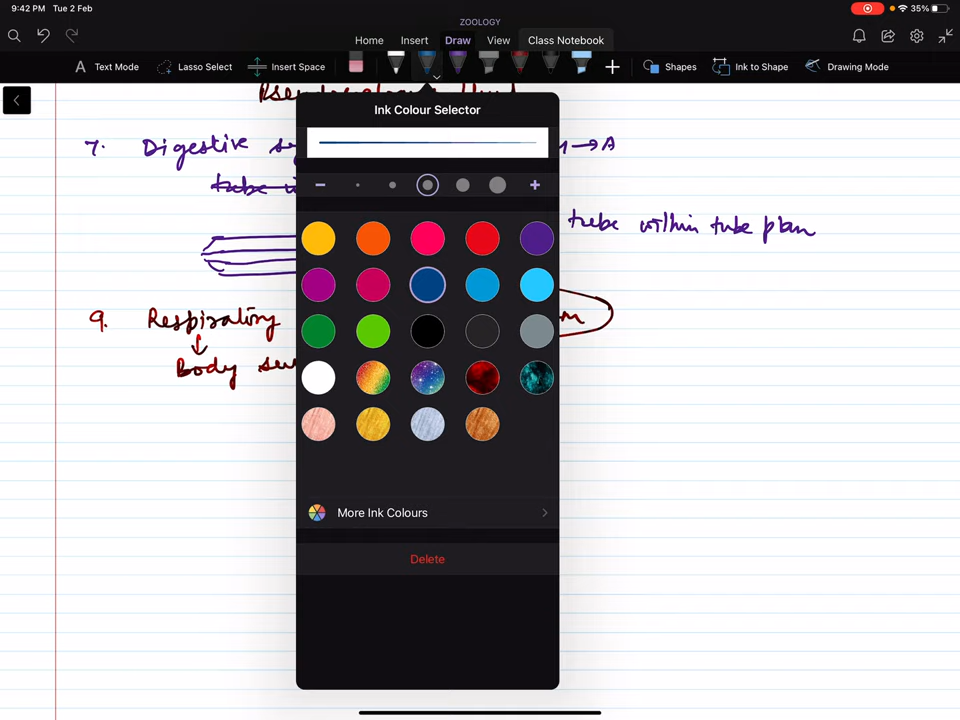 9:42 PM Tue 2 Feb
35%
ZOOLOGY
Home Insert Draw View Class Notebook
Text Mode Lasso Select Insert Space Shapes Ink to Shape Drawing Mode
Ink Colour Selector
7. Digestive
→ A
tube
tube within tube plan
9. Respiratory
Body
More Ink Colours
Delete